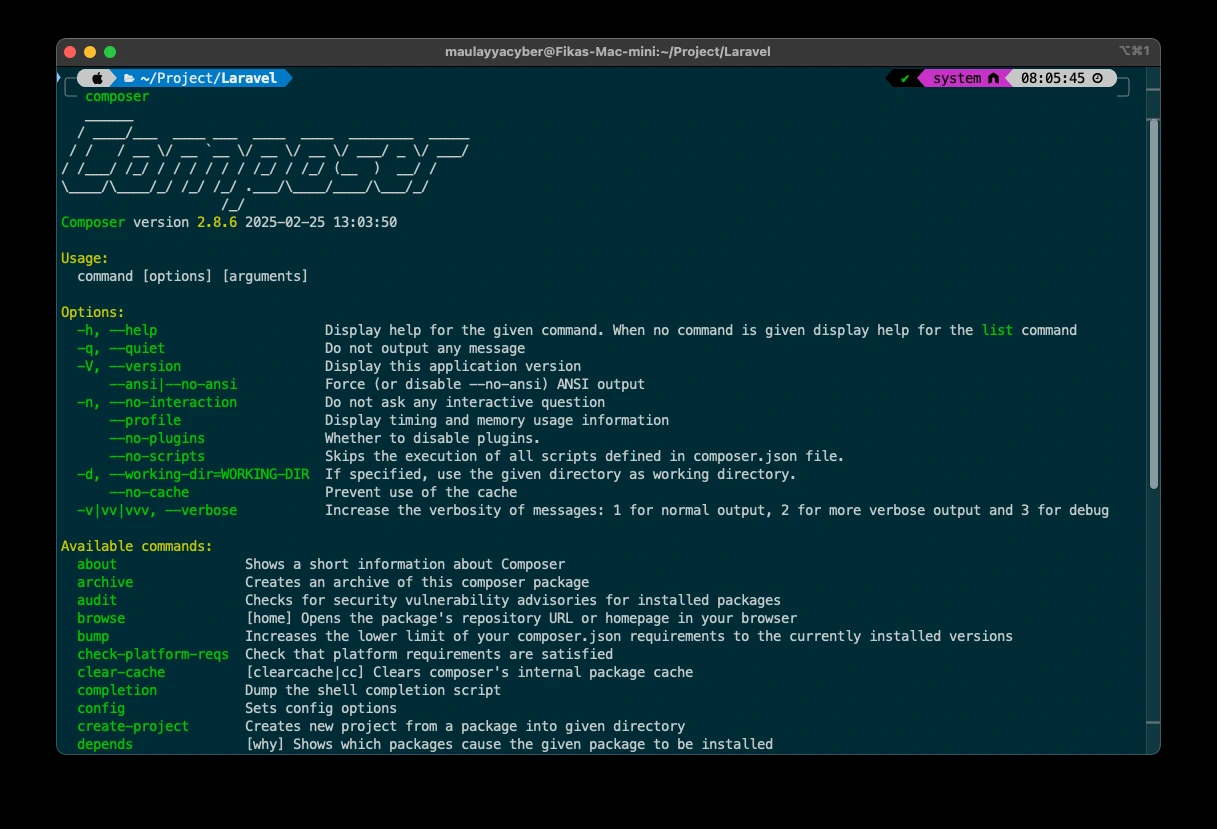 maulayyacyber@Fikas-Mac-mini:~/Project/Laravel
⌥⌘1
~/Project/Laravel
✔ system 08:05:45
composer
   ______
  / ____/___  ____ ___  ____  ____  ________  _____
 / /   / __ \/ __ `__ \/ __ \/ __ \/ ___/ _ \/ ___/
/ /___/ /_/ / / / / / / /_/ / /_/ (__  )  __/ /
\____/\____/_/ /_/ /_/ .___/\____/____/\___/_/
                    /_/
Composer version 2.8.6 2025-02-25 13:03:50
Usage:
  command [options] [arguments]
Options:
  -h, --help                     Display help for the given command. When no command is given display help for the list command
  -q, --quiet                    Do not output any message
  -V, --version                  Display this application version
      --ansi|--no-ansi           Force (or disable --no-ansi) ANSI output
  -n, --no-interaction           Do not ask any interactive question
      --profile                  Display timing and memory usage information
      --no-plugins               Whether to disable plugins.
      --no-scripts               Skips the execution of all scripts defined in composer.json file.
  -d, --working-dir=WORKING-DIR  If specified, use the given directory as working directory.
      --no-cache                 Prevent use of the cache
  -v|vv|vvv, --verbose           Increase the verbosity of messages: 1 for normal output, 2 for more verbose output and 3 for debug
Available commands:
  about                Shows a short information about Composer
  archive              Creates an archive of this composer package
  audit                Checks for security vulnerability advisories for installed packages
  browse               [home] Opens the package's repository URL or homepage in your browser
  bump                 Increases the lower limit of your composer.json requirements to the currently installed versions
  check-platform-reqs  Check that platform requirements are satisfied
  clear-cache          [clearcache|cc] Clears composer's internal package cache
  completion           Dump the shell completion script
  config               Sets config options
  create-project       Creates new project from a package into given directory
  depends              [why] Shows which packages cause the given package to be installed